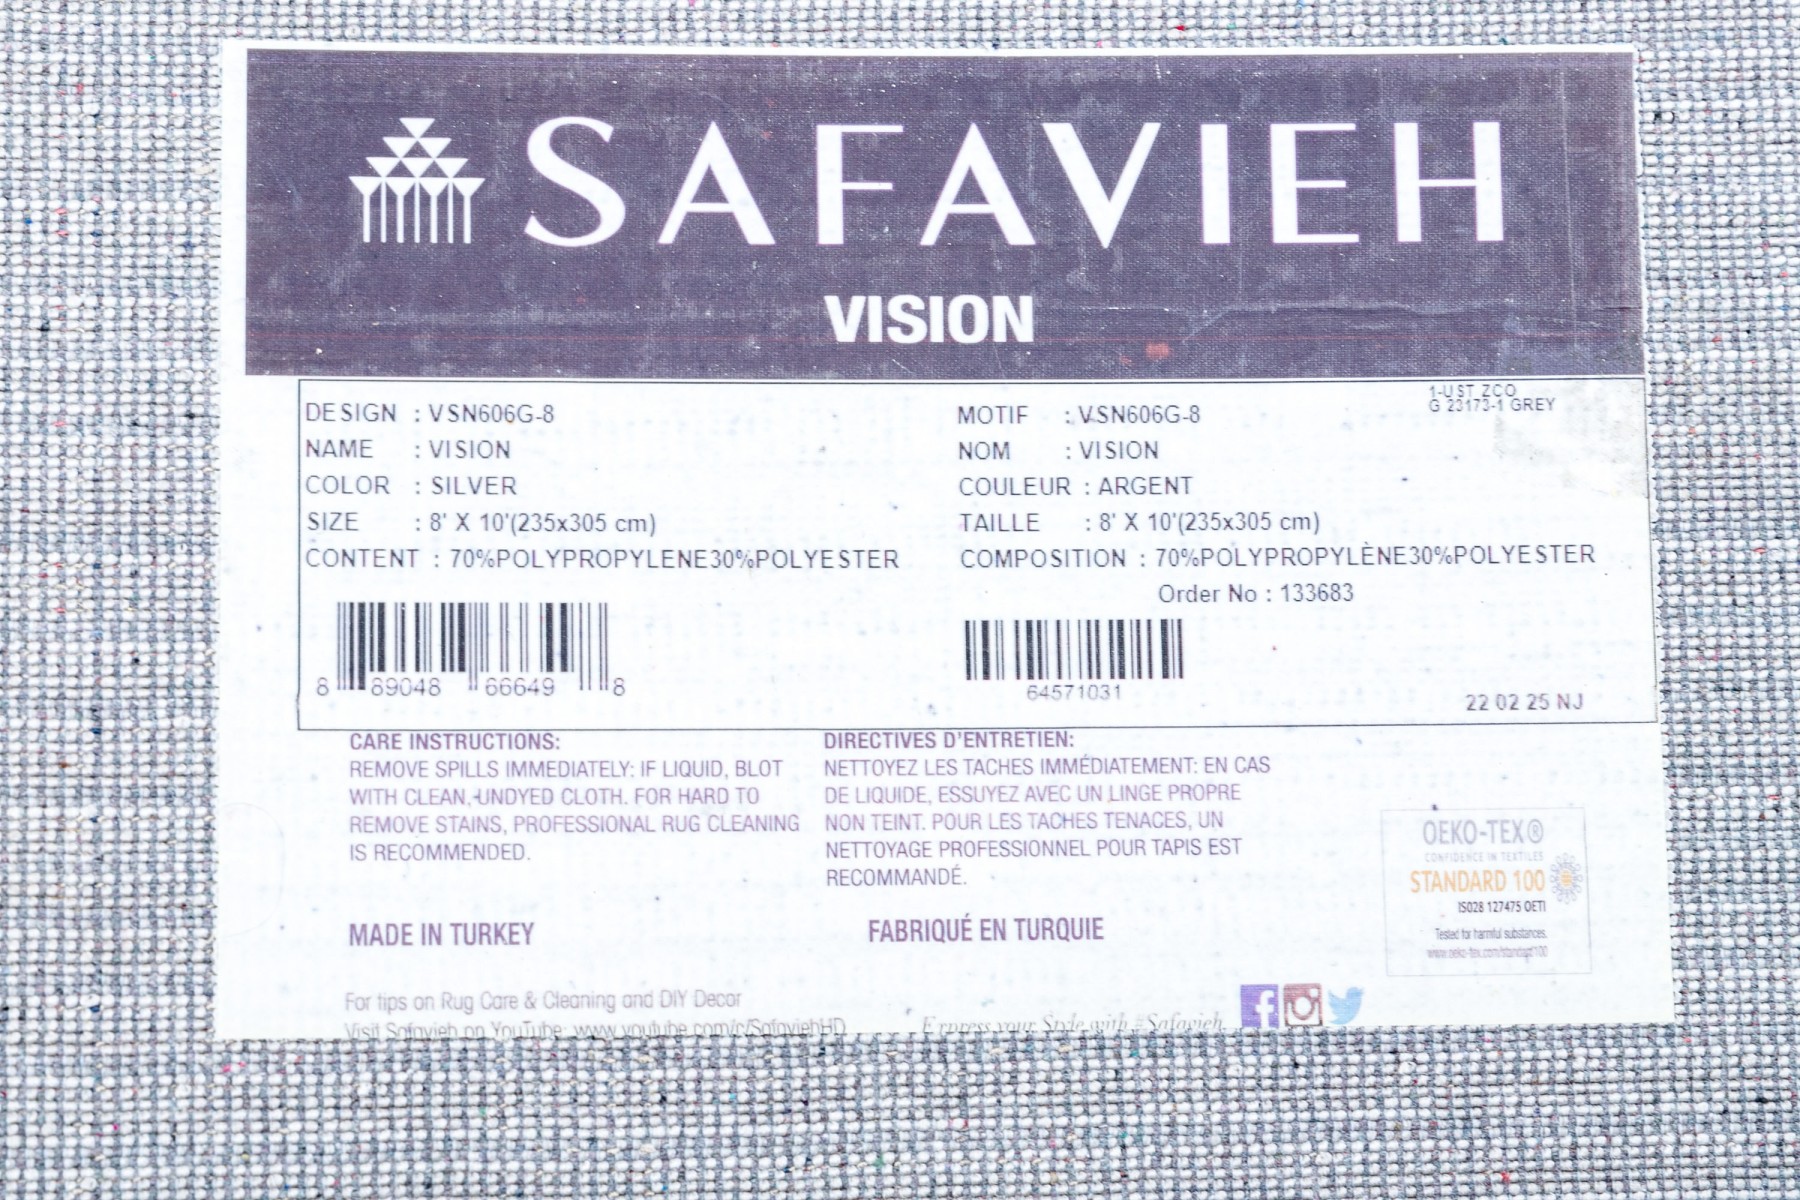 SAFAVIEH
VISION
1-UST ZCO
G 23173-1 GREY
DESIGN : VSN606G-8
NAME : VISION
COLOR : SILVER
SIZE : 8' X 10'(235x305 cm)
CONTENT : 70%POLYPROPYLENE30%POLYESTER
MOTIF : VSN606G-8
NOM : VISION
COULEUR : ARGENT
TAILLE : 8' X 10'(235x305 cm)
COMPOSITION : 70%POLYPROPYLÈNE30%POLYESTER
Order No : 133683
8 89048 66649 8
64571031
22 02 25 NJ
CARE INSTRUCTIONS:
REMOVE SPILLS IMMEDIATELY: IF LIQUID, BLOT
WITH CLEAN, UNDYED CLOTH. FOR HARD TO
REMOVE STAINS, PROFESSIONAL RUG CLEANING
IS RECOMMENDED.
MADE IN TURKEY
DIRECTIVES D'ENTRETIEN:
NETTOYEZ LES TACHES IMMÉDIATEMENT: EN CAS
DE LIQUIDE, ESSUYEZ AVEC UN LINGE PROPRE
NON TEINT. POUR LES TACHES TENACES, UN
NETTOYAGE PROFESSIONNEL POUR TAPIS EST
RECOMMANDÉ.
FABRIQUÉ EN TURQUIE
OEKO-TEX®
CONFIDENCE IN TEXTILES
STANDARD 100
IS028 127475 OETI
Tested for harmful substances.
www.oeko-tex.com/standard100
For tips on Rug Care & Cleaning and DIY Decor
Visit Safavieh on YouTube: www.youtube.com/c/SafaviehHD
Express your Style with #Safavieh